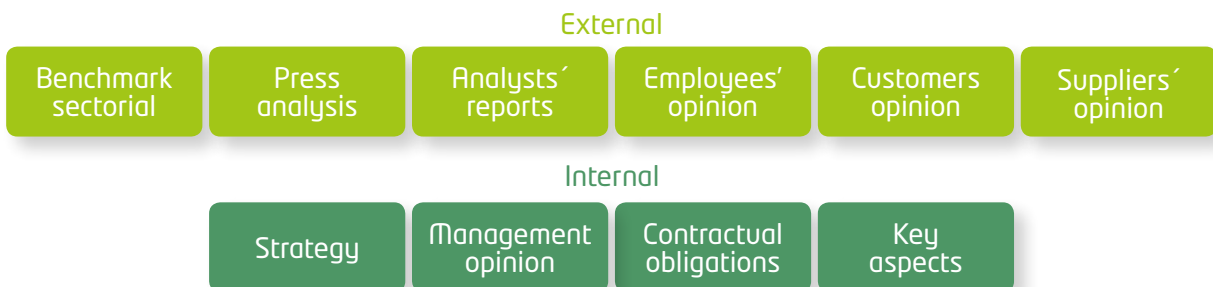 External
Benchmark
sectorial
Press
analysis
Analysts´
reports
Employees'
opinion
Customers
opinion
Suppliers´
opinion
Internal
Strategy
Management
opinion
Contractual
obligations
Key
aspects